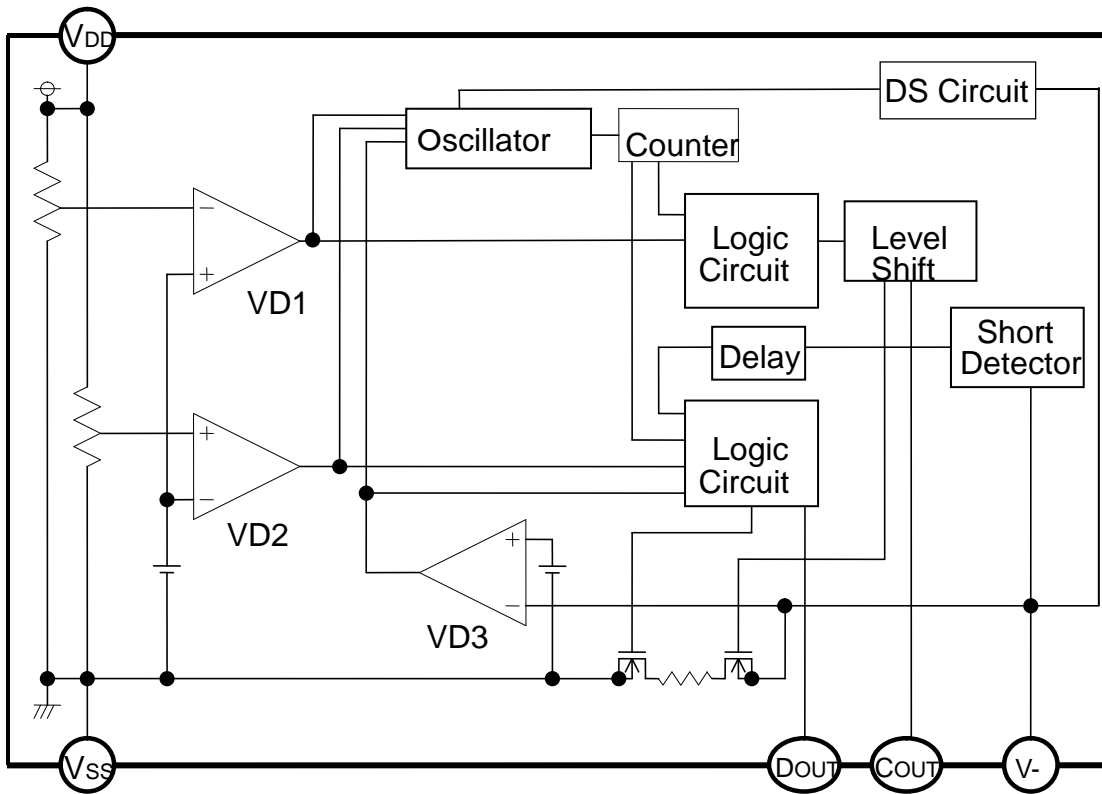 VDD
DS Circuit
Oscillator
Counter
Logic
Circuit
Level
Shift
VD1
Short
Detector
Delay
Logic
Circuit
VD2
VD3
VSS
DOUT
COUT
V-